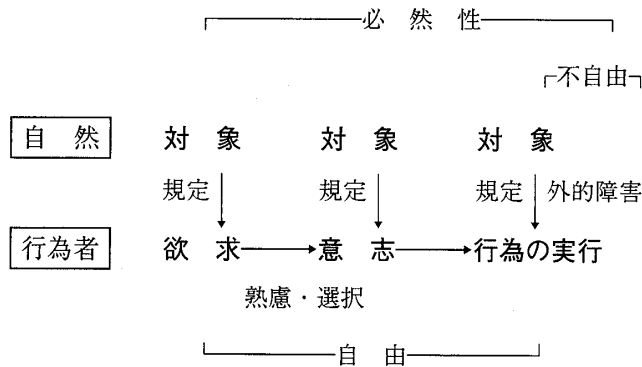 必然性
不自由
自然 対象 対象 対象
規定 規定 規定 外的障害
行為者 欲求 意志 行為の実行
熟慮・選択
自由